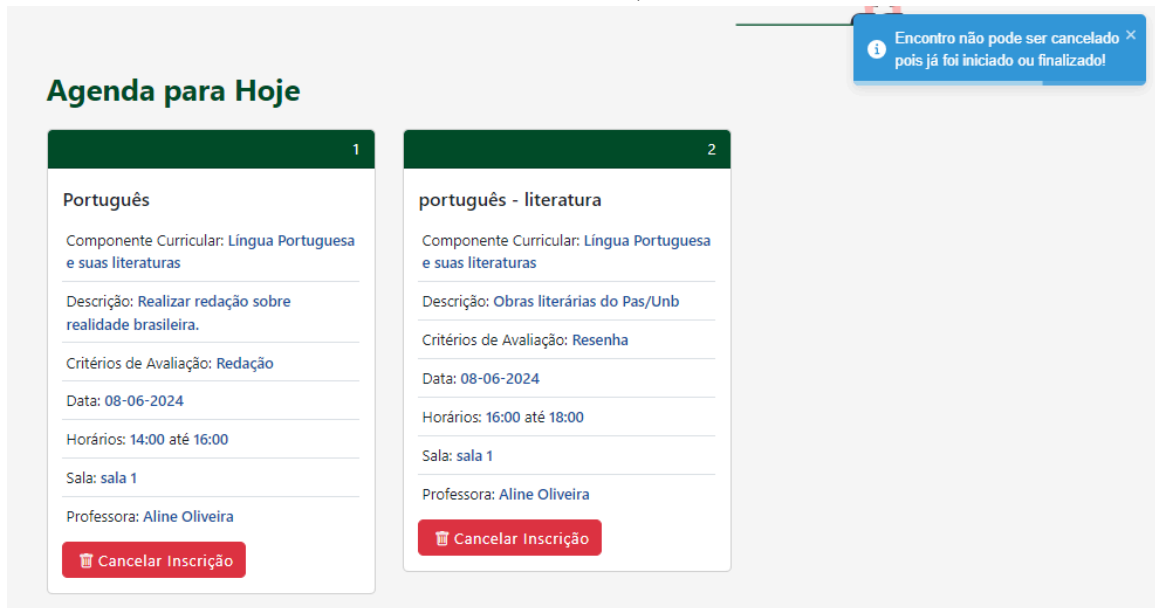 Encontro não pode ser cancelado ×
pois já foi iniciado ou finalizado!
Agenda para Hoje
1
Português
Componente Curricular: Língua Portuguesa
e suas literaturas
Descrição: Realizar redação sobre
realidade brasileira.
Critérios de Avaliação: Redação
Data: 08-06-2024
Horários: 14:00 até 16:00
Sala: sala 1
Professora: Aline Oliveira
Cancelar Inscrição
2
português - literatura
Componente Curricular: Língua Portuguesa
e suas literaturas
Descrição: Obras literárias do Pas/Unb
Critérios de Avaliação: Resenha
Data: 08-06-2024
Horários: 16:00 até 18:00
Sala: sala 1
Professora: Aline Oliveira
Cancelar Inscrição